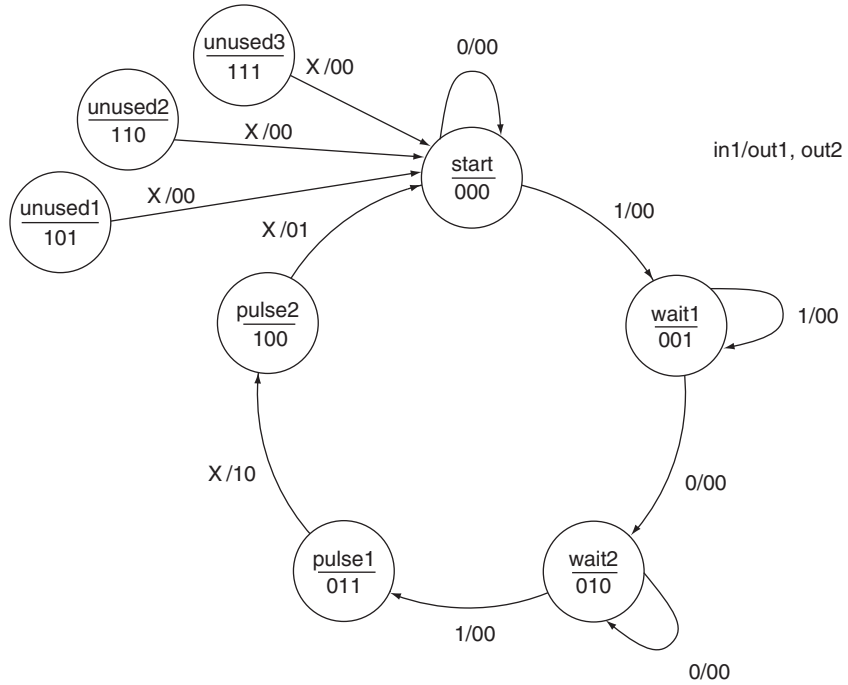 unused3
111
X /00
0/00
unused2
110
X /00
start
000
in1/out1, out2
unused1
101
X /00
X /01
1/00
pulse2
100
wait1
001
1/00
X /10
0/00
pulse1
011
wait2
010
1/00
0/00